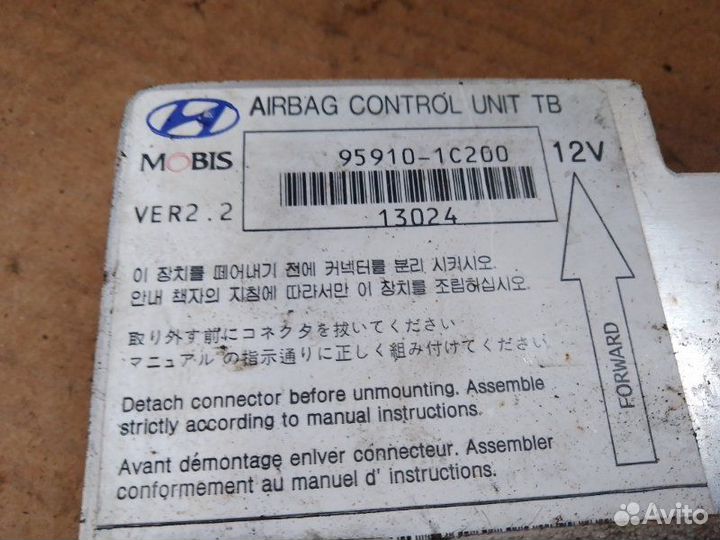 AIRBAG CONTROL UNIT TB
MOBIS
95910-1C200
12V
VER2.2
13024
이 장치를 떼어내기 전에 커넥터를 분리 시키시오.
안내 책자의 지침에 따라서만 이 장치를 조립하십시오.
取り外す前にコネクタを抜いてください
マニュアルの指示通りに正しく組み付けてください
FORWARD
Detach connector before unmounting. Assemble
strictly according to manual instructions.
Avant démontage enlver connecteur. Assembler
conformement au manuel d' instructions.
Avito